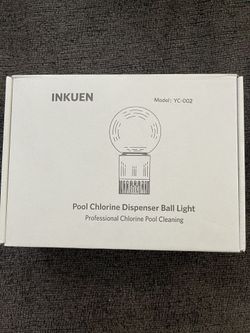 INKUEN
Model: YC-002
Pool Chlorine Dispenser Ball Light
Professional Chlorine Pool Cleaning